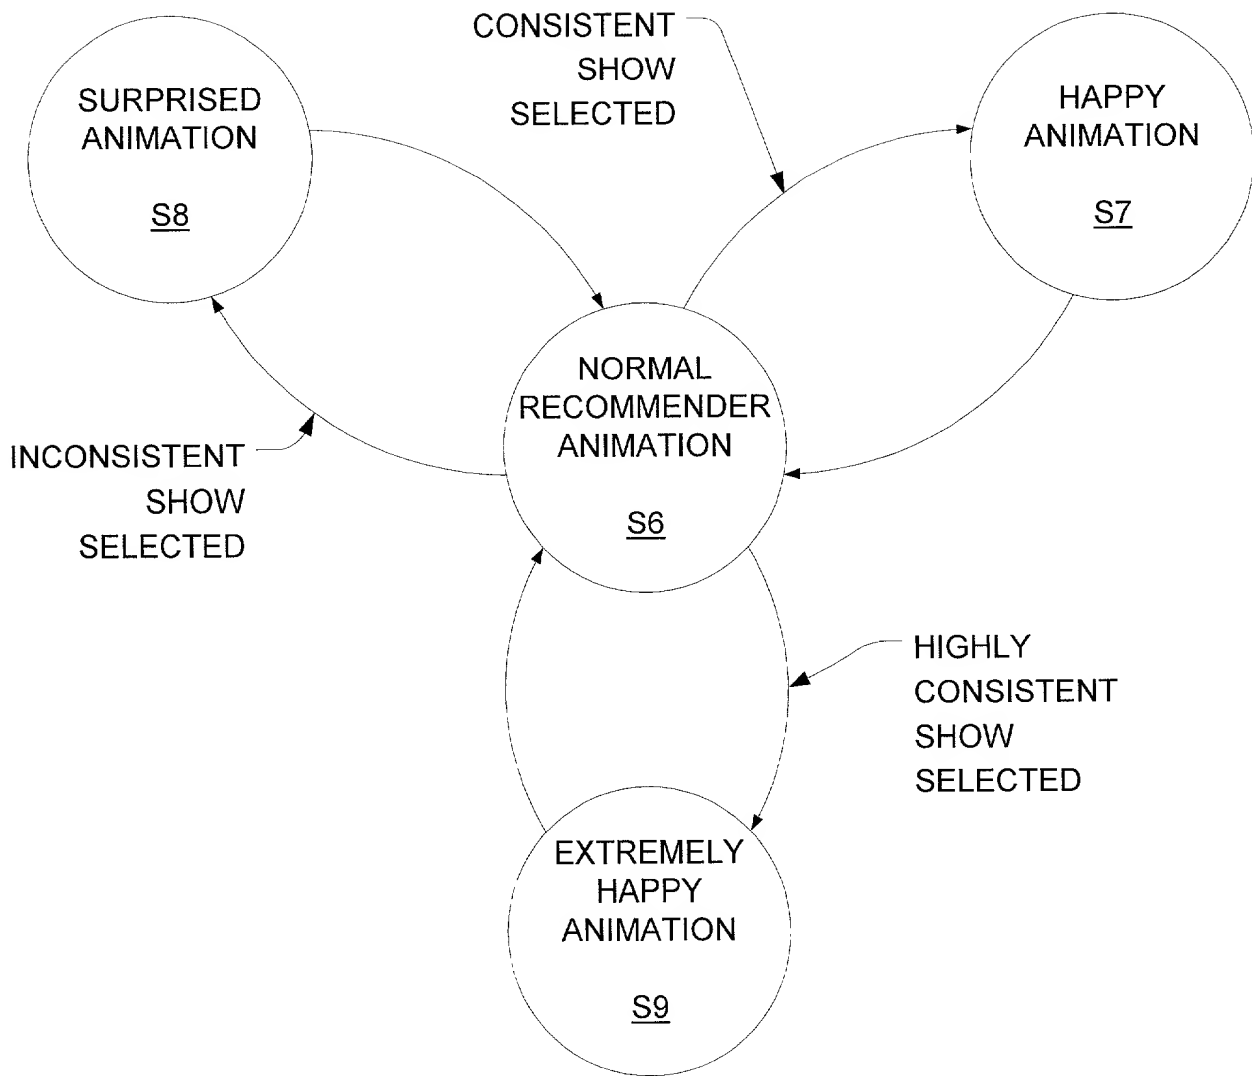 CONSISTENT
SHOW
SELECTED
SURPRISED
ANIMATION
S8
HAPPY
ANIMATION
S7
NORMAL
RECOMMENDER
ANIMATION
S6
INCONSISTENT
SHOW
SELECTED
HIGHLY
CONSISTENT
SHOW
SELECTED
EXTREMELY
HAPPY
ANIMATION
S9